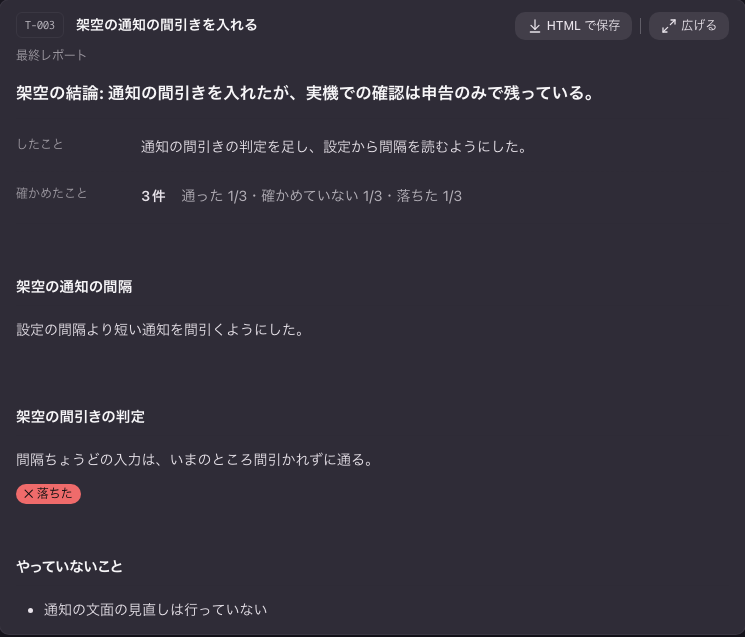 T-003 架空の通知の間引きを入れる HTML で保存 広げる
最終レポート
架空の結論: 通知の間引きを入れたが、実機での確認は申告のみで残っている。
したこと 通知の間引きの判定を足し、設定から間隔を読むようにした。
確かめたこと 3件 通った 1/3・確かめていない 1/3・落ちた 1/3
架空の通知の間隔
設定の間隔より短い通知を間引くようにした。
架空の間引きの判定
間隔ちょうどの入力は、いまのところ間引かれずに通る。
×落ちた
やっていないこと
• 通知の文面の見直しは行っていない